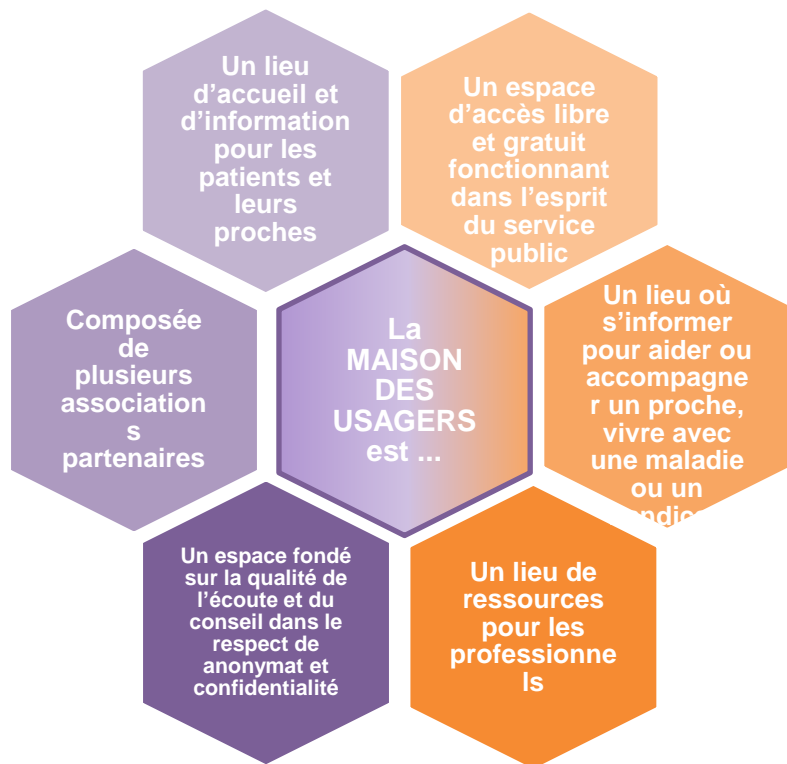 Un lieu
d’accueil et
d’information
pour les
patients et
leurs
proches
Un espace
d’accès libre
et gratuit
fonctionnant
dans l’esprit
du service
public
Composée
de
plusieurs
association
s
partenaires
La
MAISON
DES
USAGERS
est ...
Un lieu où
s’informer
pour aider ou
accompagne
r un proche,
vivre avec
une maladie
ou un
Un espace fondé
sur la qualité de
l’écoute et du
conseil dans le
respect de
anonymat et
confidentialité
Un lieu de
ressources
pour les
professionne
ls